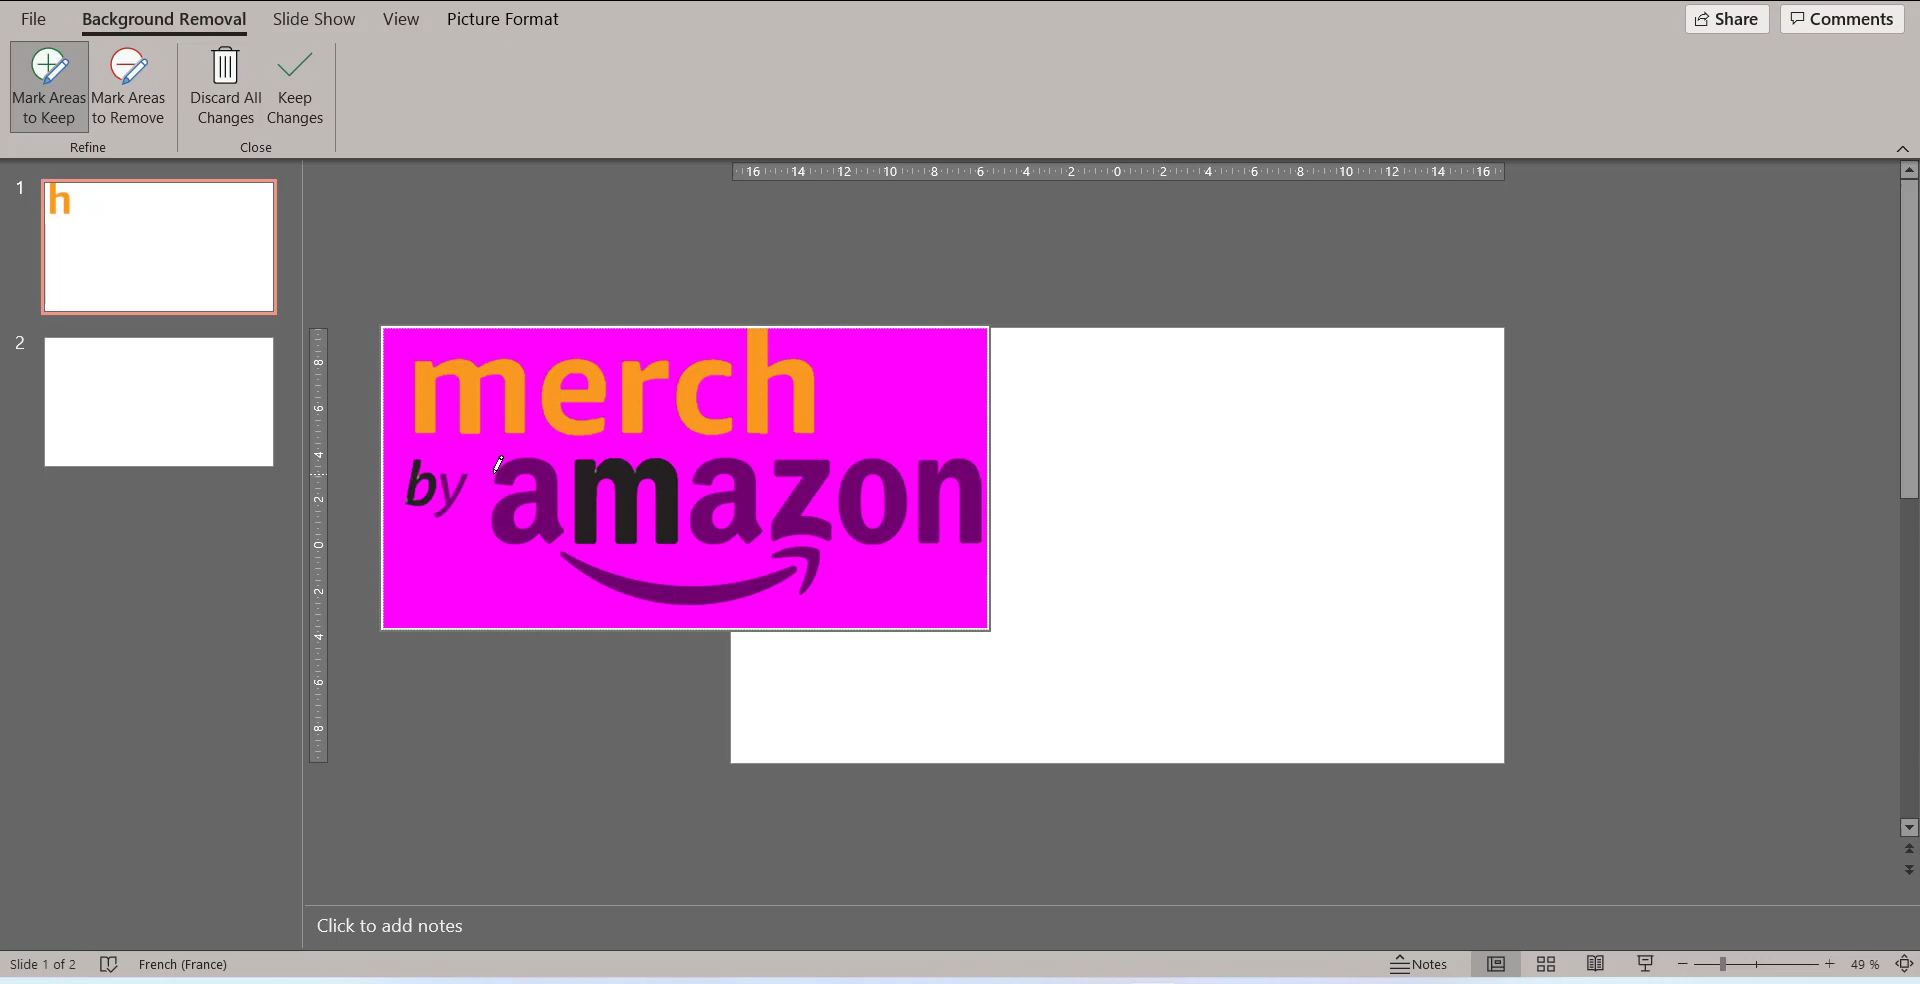 File Background Removal Slide Show View Picture Format Share Comments
Mark Areas to Keep
Mark Areas to Remove
Discard All Changes
Keep Changes
Refine
Close
16 14 12 10 8 6 4 2 0 2 4 6 8 10 12 14 16
1
h
2
8 6 4 2 0 2 4 6 8
merch
by amazon
Click to add notes
Slide 1 of 2 French (France) Notes 49 %